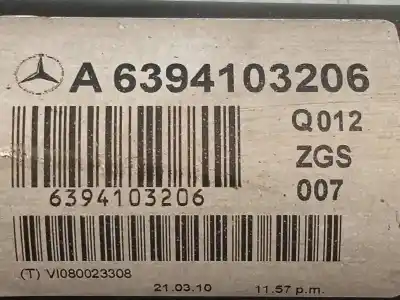 A 6394103206
Q012
ZGS
6394103206
007
(T) VI080023308
21.03.10 11.57 p.m.